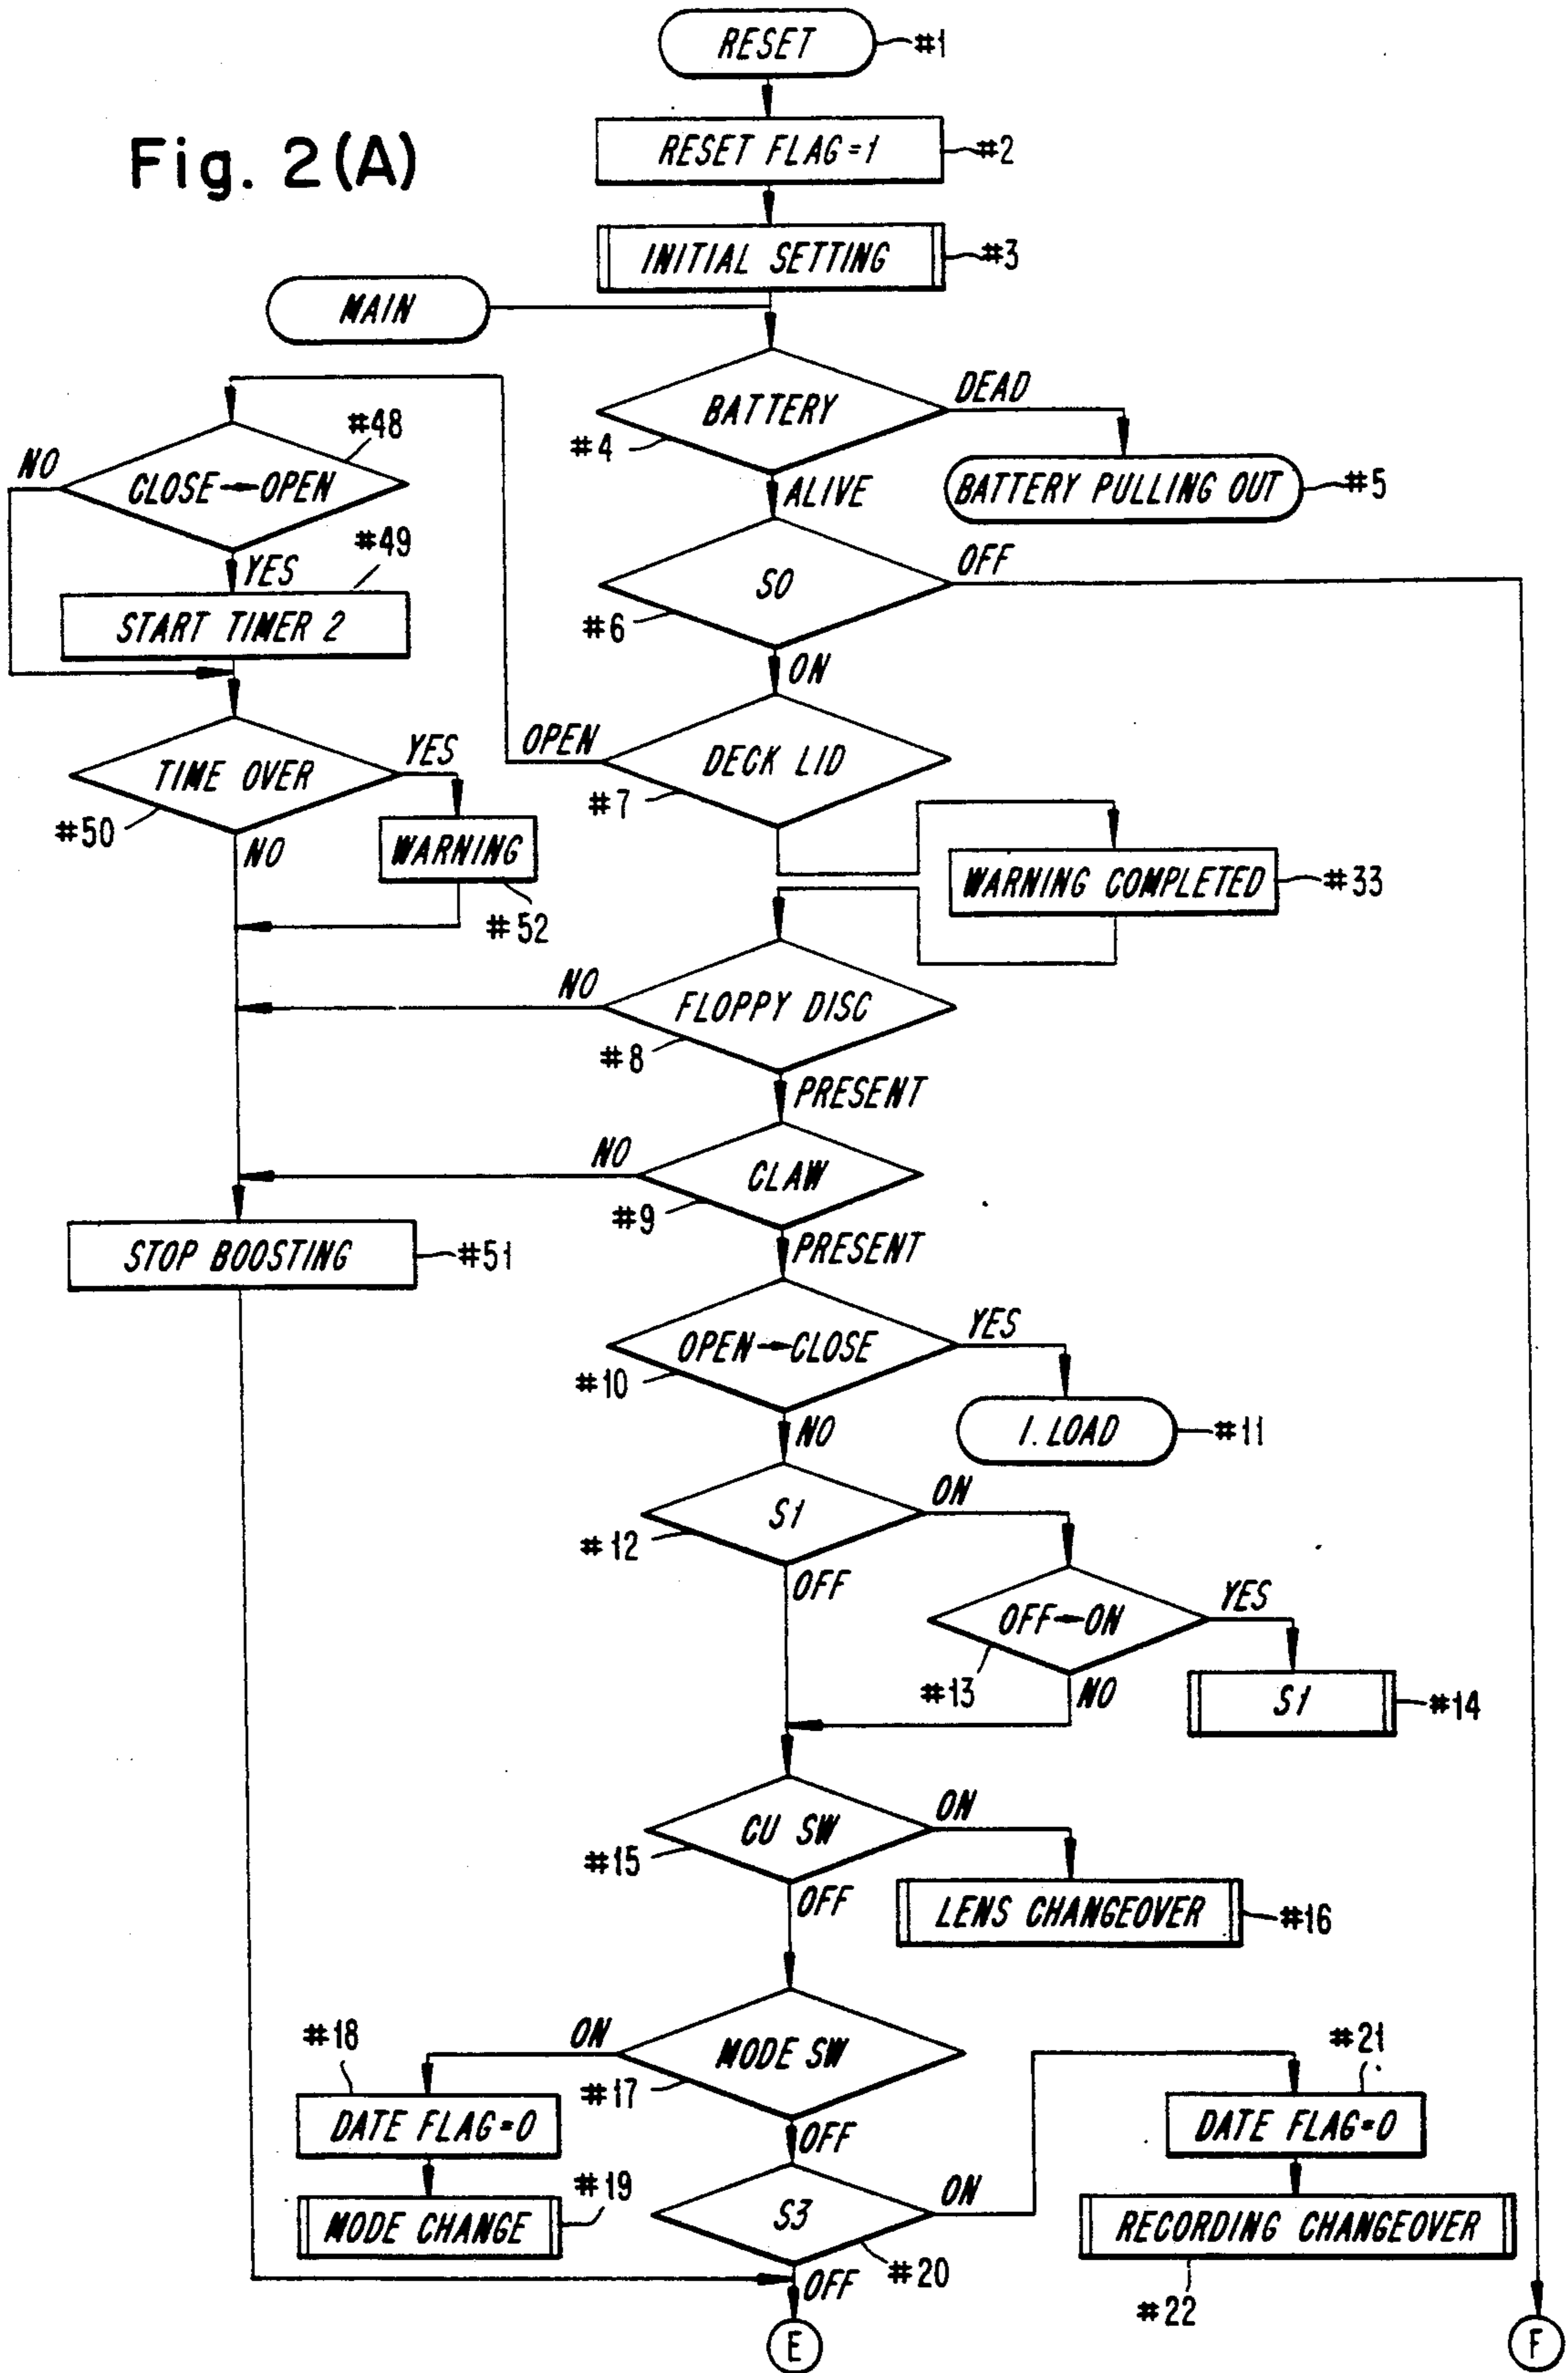 Fig. 2(A)
RESET
#1
RESET FLAG=1
#2
INITIAL SETTING
#3
MAIN
BATTERY
#4
DEAD
BATTERY PULLING OUT
#5
ALIVE
#48
NO
CLOSE→OPEN
YES
#49
START TIMER 2
S0
#6
OFF
ON
TIME OVER
#50
YES
NO
WARNING
#52
OPEN
DECK LID
#7
WARNING COMPLETED
#33
NO
FLOPPY DISC
#8
PRESENT
NO
CLAW
#9
PRESENT
STOP BOOSTING
#51
OPEN→CLOSE
#10
YES
NO
I. LOAD
#11
S1
#12
ON
OFF
OFF→ON
#13
YES
NO
S1
#14
CU SW
#15
ON
OFF
LENS CHANGEOVER
#16
MODE SW
#17
ON
OFF
#18
DATE FLAG=0
#19
MODE CHANGE
S3
#20
ON
OFF
#21
DATE FLAG=0
RECORDING CHANGEOVER
#22
E
F